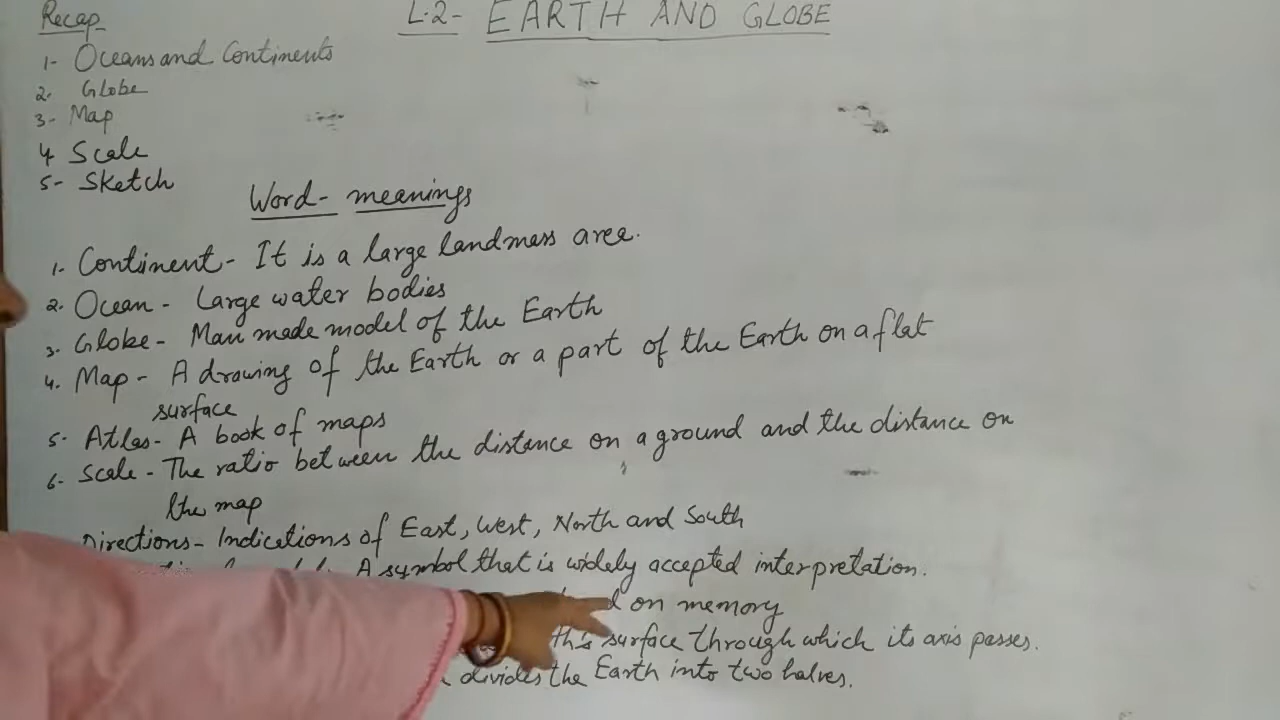 Recap
L-2- EARTH AND GLOBE
1- Oceans and Continents
2. Globe
3- Map
4 Scale
5- Sketch
Word- meanings
1- Continent- It is a large landmass area.
2. Ocean - Large water bodies
3. Globe - Man made model of the Earth
4. Map - A drawing of the Earth or a part of the Earth on a flat
surface
5- Atlas- A book of maps
6- Scale - The ratio between the distance on a ground and the distance on
the map
Directions- Indications of East, West, North and South
A symbol that is widely accepted interpretation.
on memory
surface through which its axis passes.
divides the Earth into two halves.